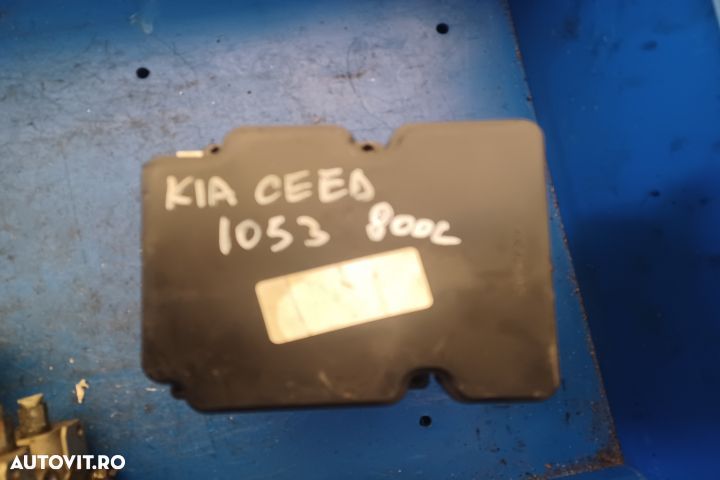 KIA CEED
1053 800L
AUTOVIT.RO